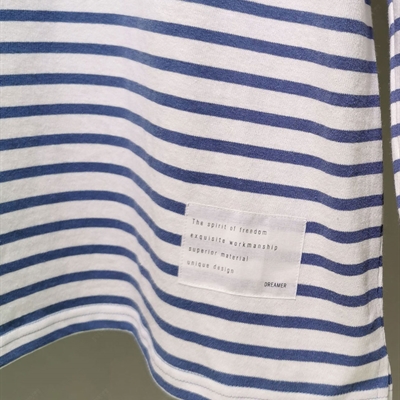 The spirit of freedom
exquisite workmanship
superior material
unique design
DREAMER